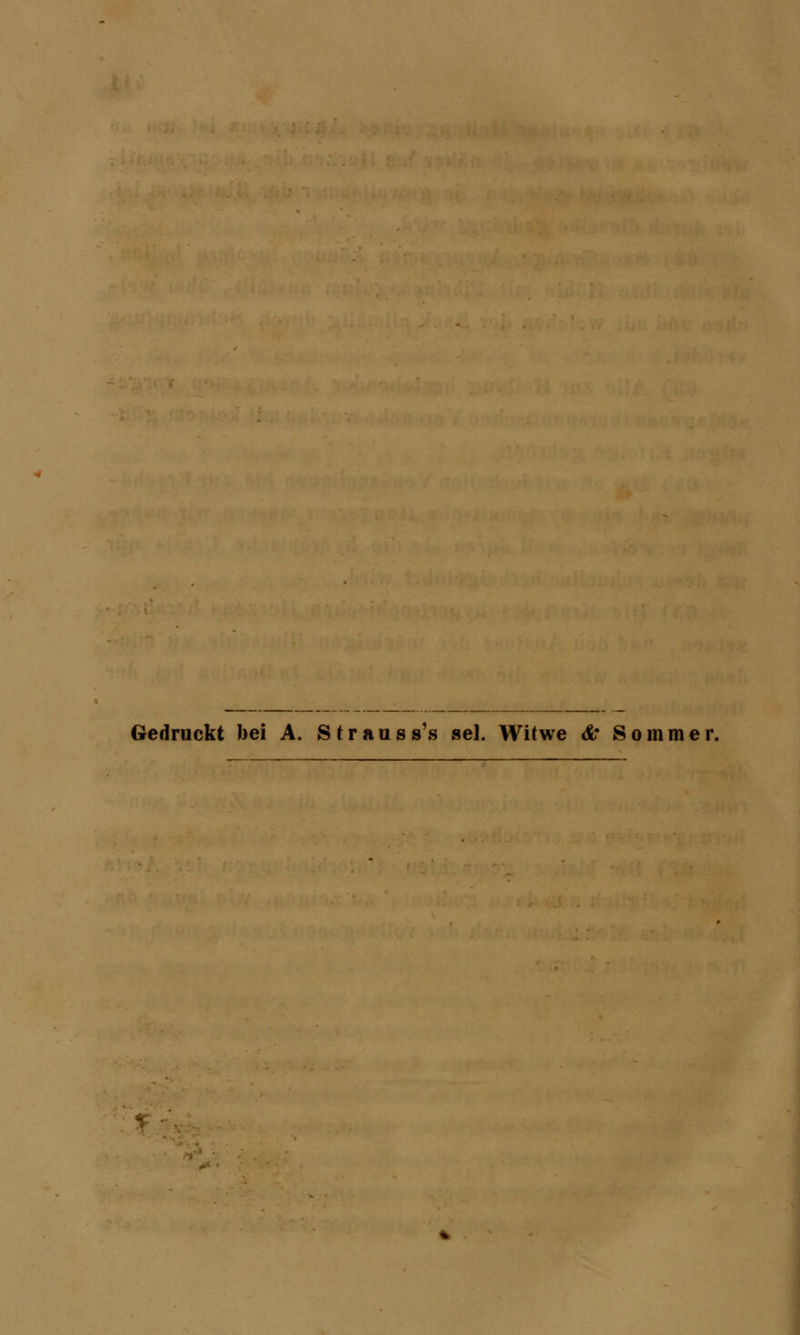 Gedruckt bei A. Strauss's sel. Witwe & Sommer.